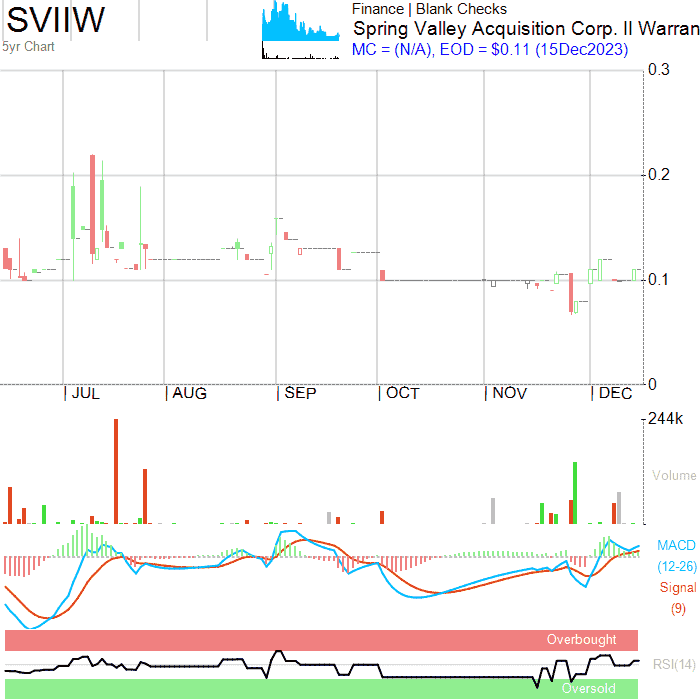 SVIIW
5yr Chart
Finance | Blank Checks
Spring Valley Acquisition Corp. II Warran
MC = (N/A), EOD = $0.11 (15Dec2023)
0.3
0.2
0.1
0
JUL AUG SEP OCT NOV DEC
244k
Volume
MACD
(12-26)
Signal
(9)
Overbought
RSI(14)
Oversold